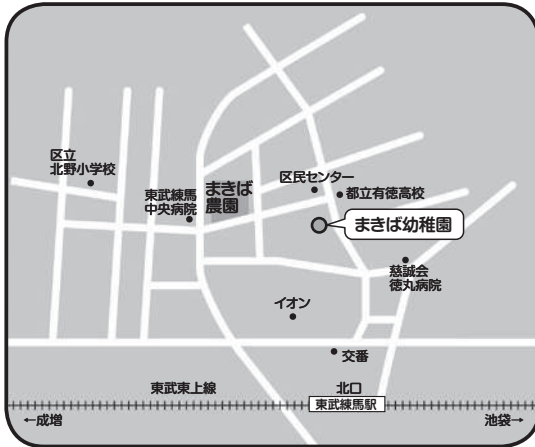 区立
北野小学校
東武練馬
中央病院
まきば
農園
区民センター
都立有徳高校
まきば幼稚園
慈誠会
徳丸病院
イオン
交番
東武東上線
北口
東武練馬駅
←成増
池袋→